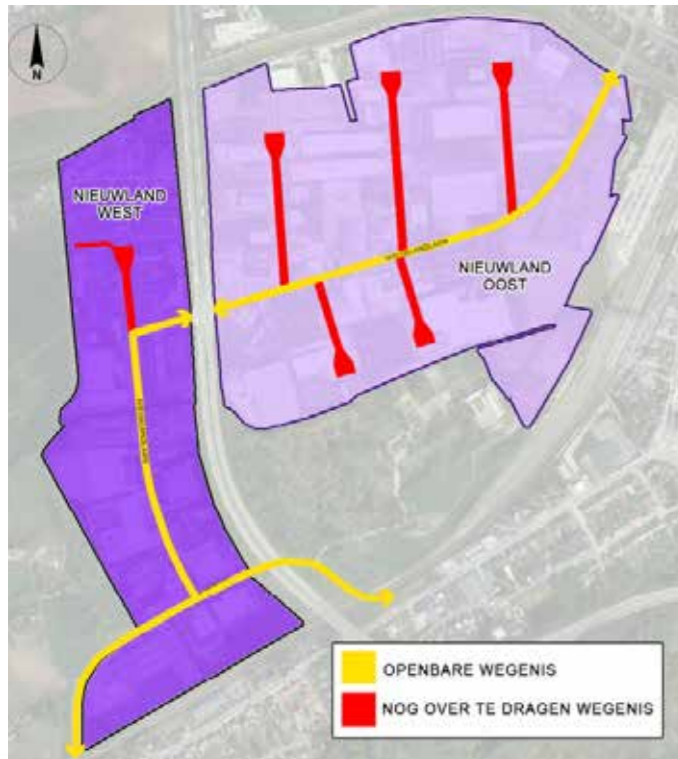 N
NIEUWLAND
WEST
NIEUWLAND
OOST
OPENBARE WEGENIS
NOG OVER TE DRAGEN WEGENIS